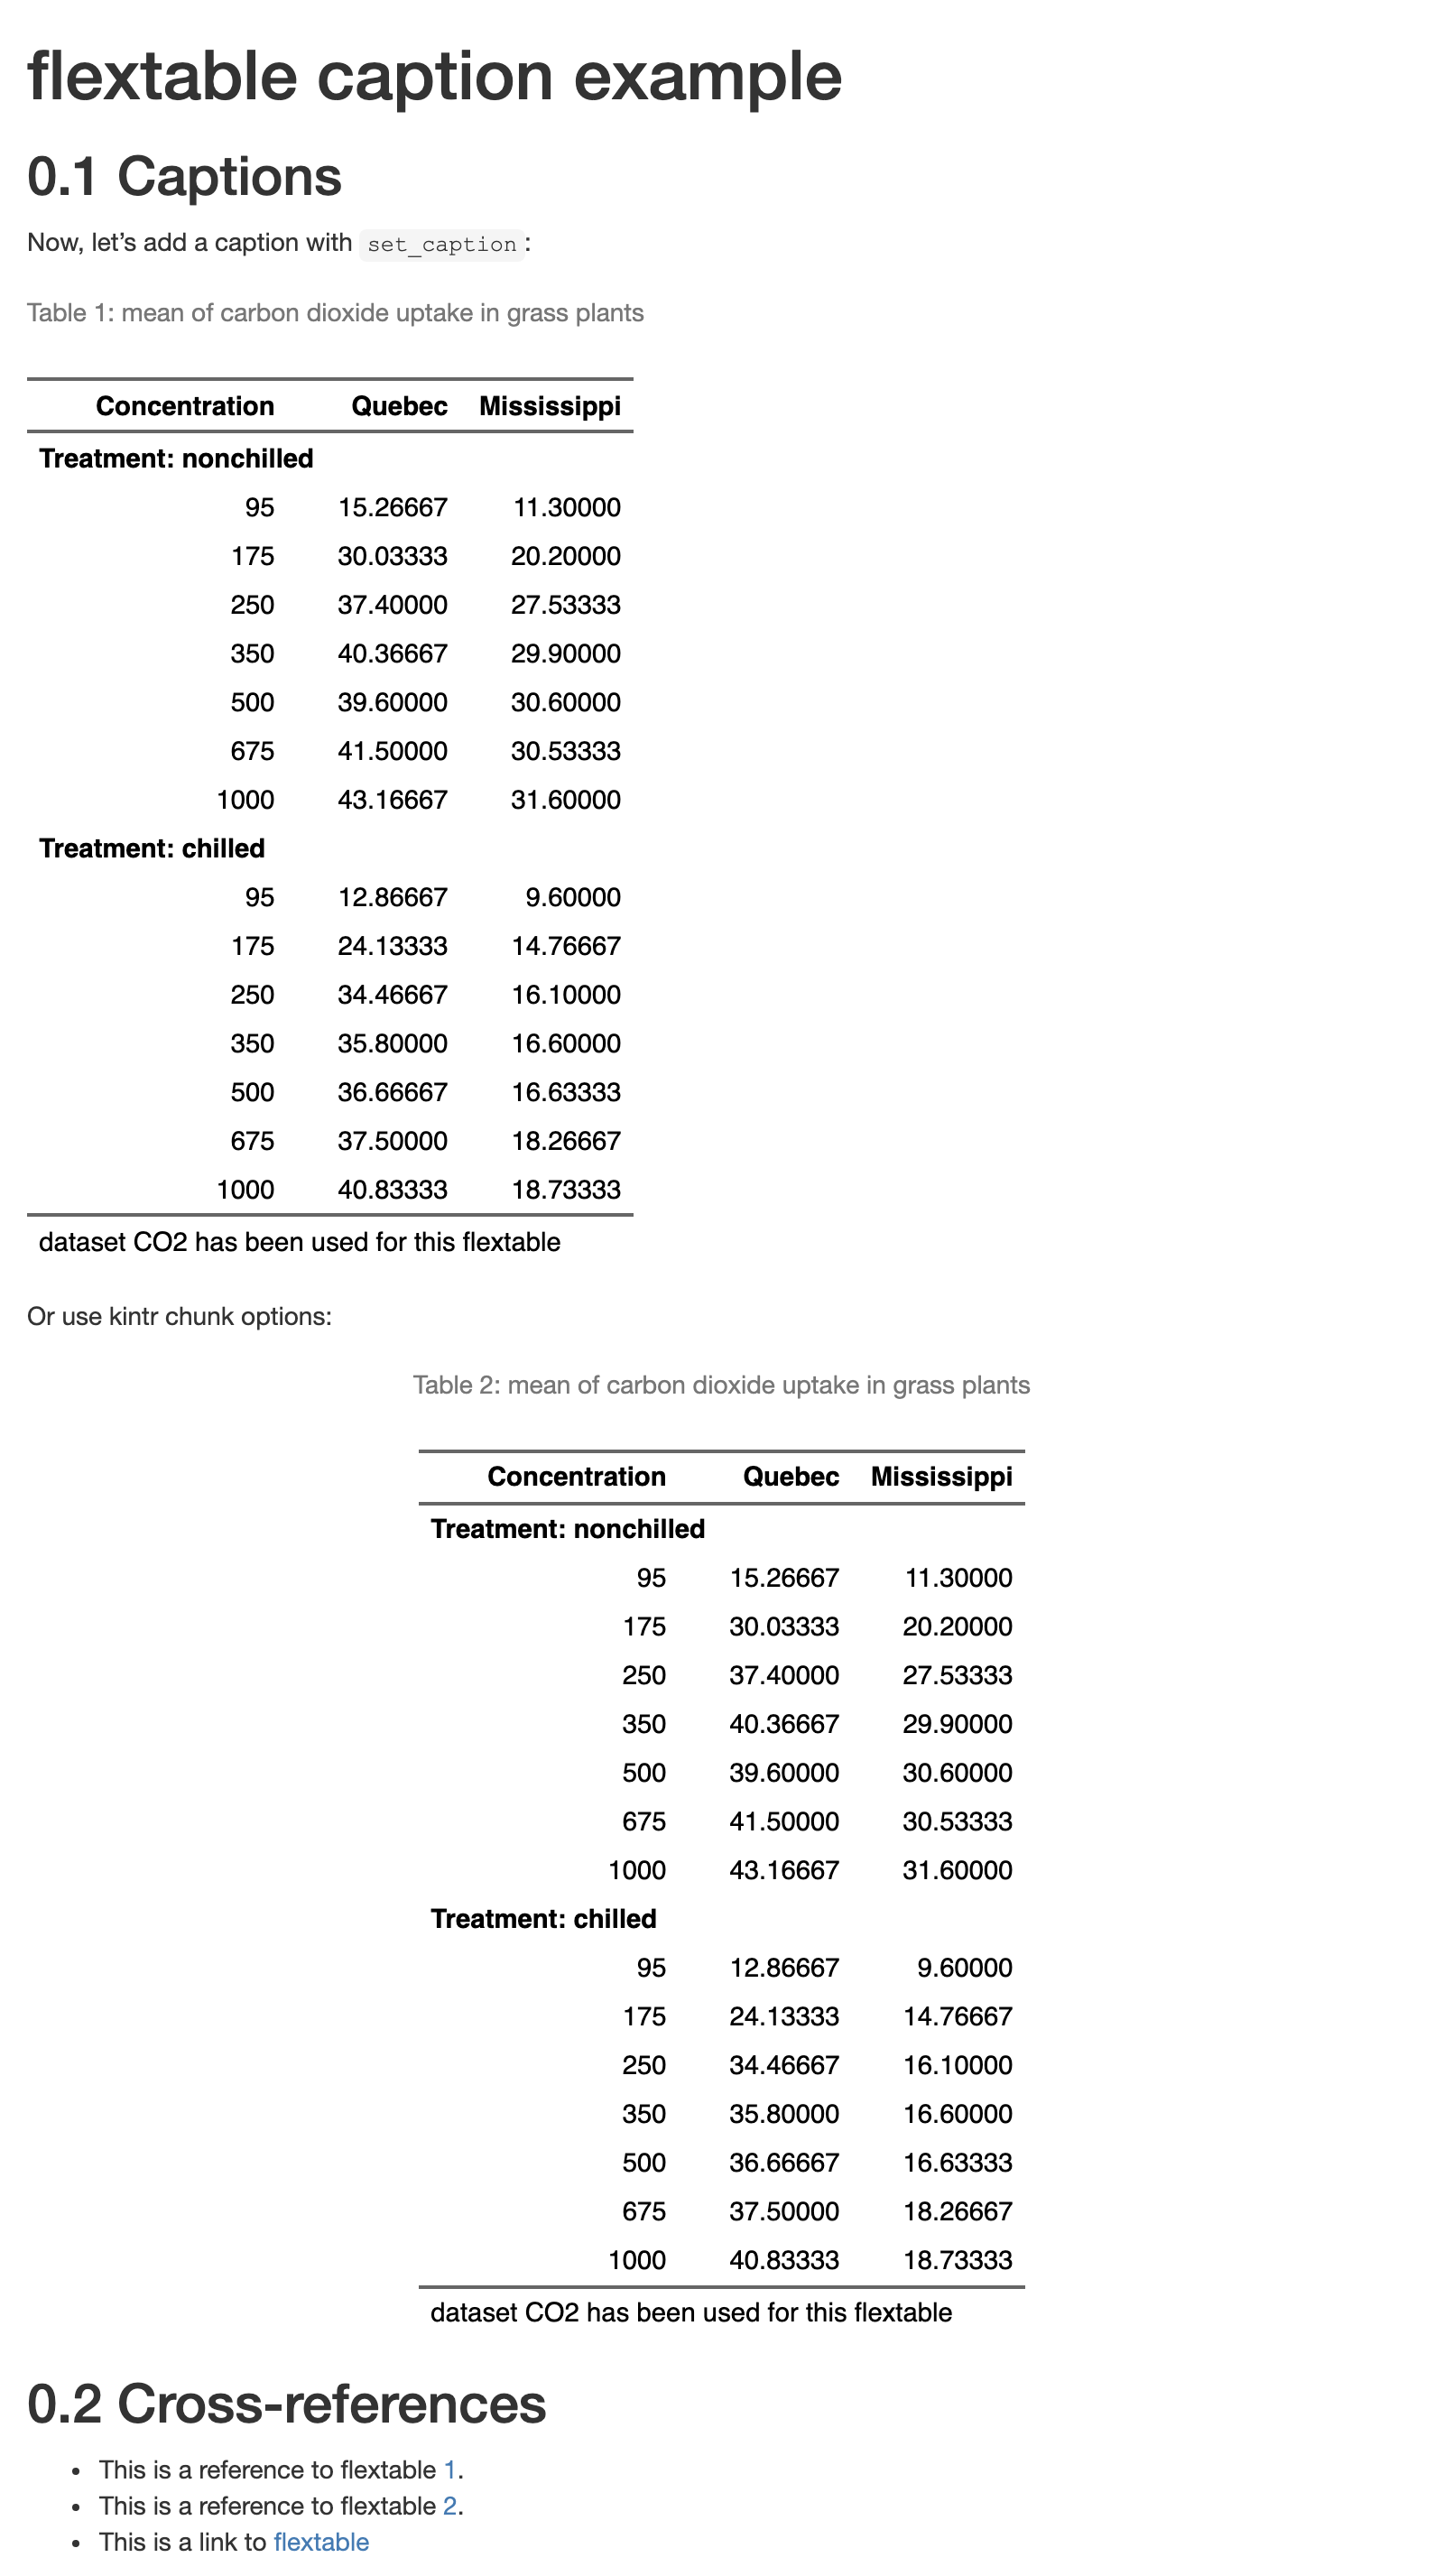 flextable caption example
0.1 Captions
Now, let’s add a caption with set_caption:
Table 1: mean of carbon dioxide uptake in grass plants
Concentration Quebec Mississippi
Treatment: nonchilled
95 15.26667 11.30000
175 30.03333 20.20000
250 37.40000 27.53333
350 40.36667 29.90000
500 39.60000 30.60000
675 41.50000 30.53333
1000 43.16667 31.60000
Treatment: chilled
95 12.86667 9.60000
175 24.13333 14.76667
250 34.46667 16.10000
350 35.80000 16.60000
500 36.66667 16.63333
675 37.50000 18.26667
1000 40.83333 18.73333
dataset CO2 has been used for this flextable
Or use kintr chunk options:
Table 2: mean of carbon dioxide uptake in grass plants
Concentration Quebec Mississippi
Treatment: nonchilled
95 15.26667 11.30000
175 30.03333 20.20000
250 37.40000 27.53333
350 40.36667 29.90000
500 39.60000 30.60000
675 41.50000 30.53333
1000 43.16667 31.60000
Treatment: chilled
95 12.86667 9.60000
175 24.13333 14.76667
250 34.46667 16.10000
350 35.80000 16.60000
500 36.66667 16.63333
675 37.50000 18.26667
1000 40.83333 18.73333
dataset CO2 has been used for this flextable
0.2 Cross-references
• This is a reference to flextable 1.
• This is a reference to flextable 2.
• This is a link to flextable